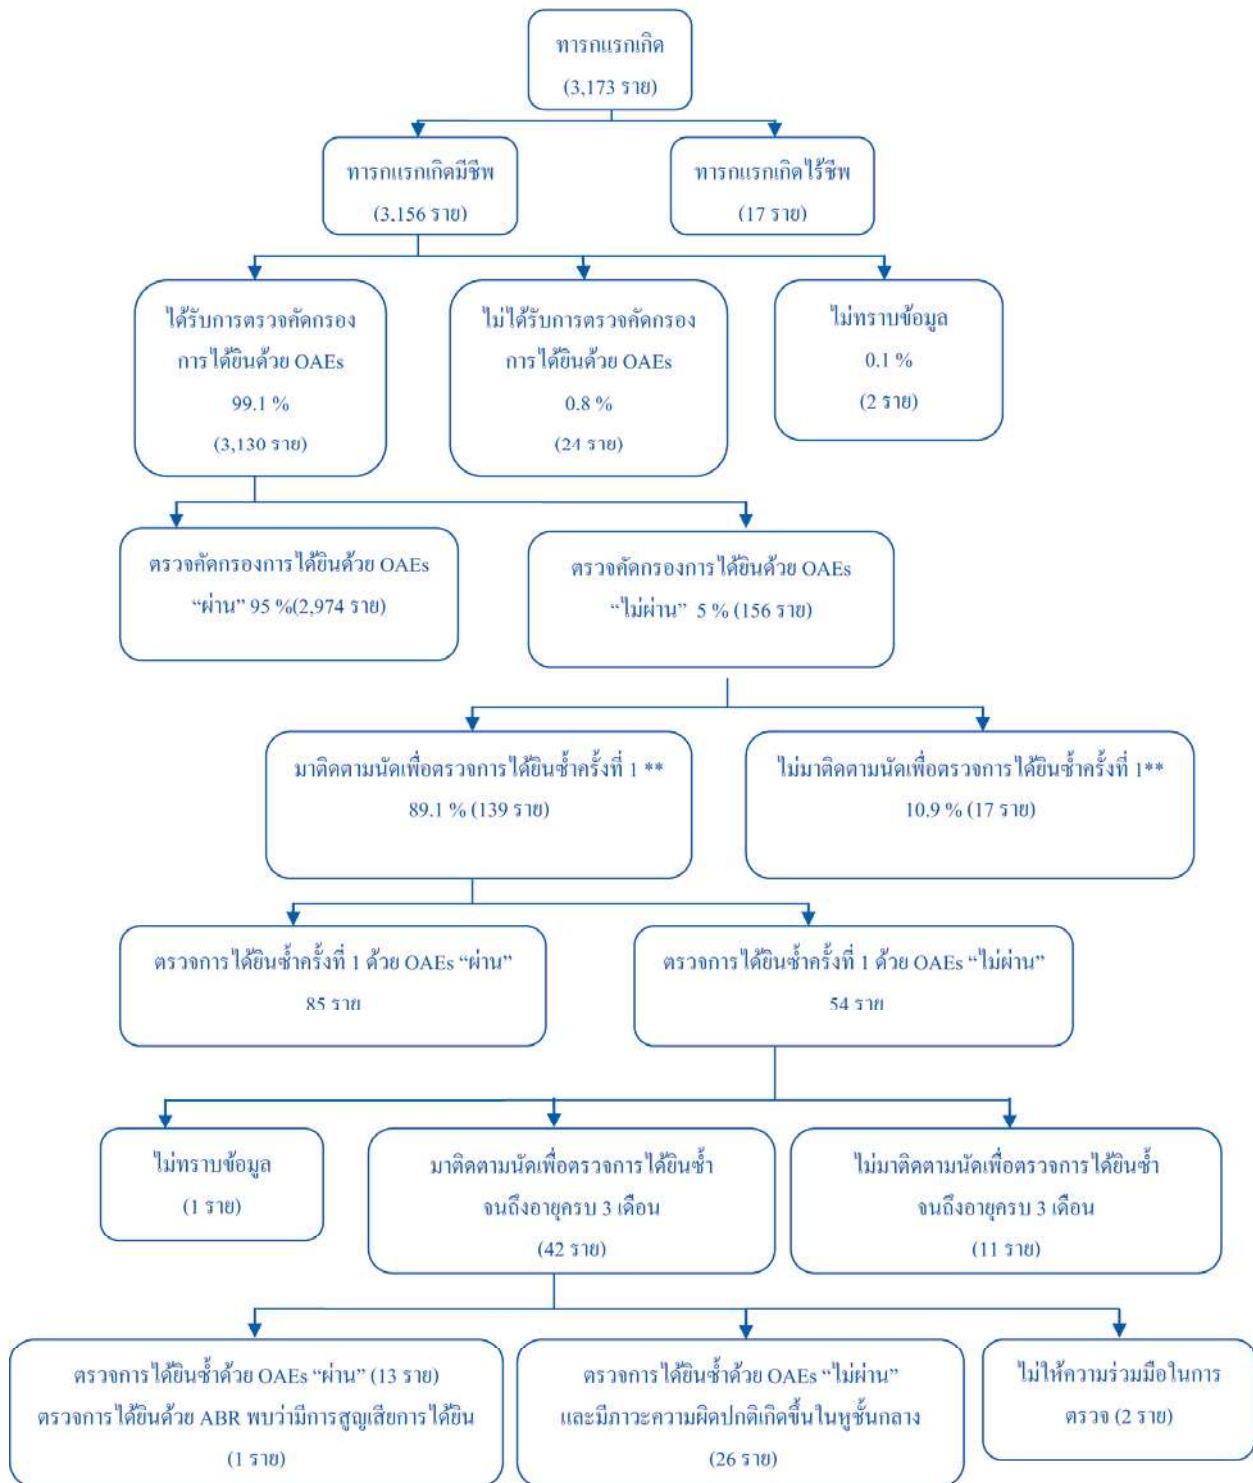 ทารกแรกเกิด
(3,173 ราย)
ทารกแรกเกิดมีชีพ
(3,156 ราย)
ทารกแรกเกิดไร้ชีพ
(17 ราย)
ได้รับการตรวจคัดกรอง
การได้ยินด้วย OAEs
99.1 %
(3,130 ราย)
ไม่ได้รับการตรวจคัดกรอง
การได้ยินด้วย OAEs
0.8 %
(24 ราย)
ไม่ทราบข้อมูล
0.1 %
(2 ราย)
ตรวจคัดกรองการได้ยินด้วย OAEs
“ผ่าน” 95 %(2,974 ราย)
ตรวจคัดกรองการได้ยินด้วย OAEs
“ไม่ผ่าน” 5 % (156 ราย)
มาติดตามนัดเพื่อตรวจการได้ยินซ้ำครั้งที่ 1 **
89.1 % (139 ราย)
ไม่มาติดตามนัดเพื่อตรวจการได้ยินซ้ำครั้งที่ 1**
10.9 % (17 ราย)
ตรวจการได้ยินซ้ำครั้งที่ 1 ด้วย OAEs “ผ่าน”
85 ราย
ตรวจการได้ยินซ้ำครั้งที่ 1 ด้วย OAEs “ไม่ผ่าน”
54 ราย
ไม่ทราบข้อมูล
(1 ราย)
มาติดตามนัดเพื่อตรวจการได้ยินซ้ำ
จนถึงอายุครบ 3 เดือน
(42 ราย)
ไม่มาติดตามนัดเพื่อตรวจการได้ยินซ้ำ
จนถึงอายุครบ 3 เดือน
(11 ราย)
ตรวจการได้ยินซ้ำด้วย OAEs “ผ่าน” (13 ราย)
ตรวจการได้ยินด้วย ABR พบว่ามีการสูญเสียการได้ยิน
(1 ราย)
ตรวจการได้ยินซ้ำด้วย OAEs “ไม่ผ่าน”
และมีภาวะความผิดปกติเกิดขึ้นในหูชั้นกลาง
(26 ราย)
ไม่ให้ความร่วมมือในการ
ตรวจ (2 ราย)